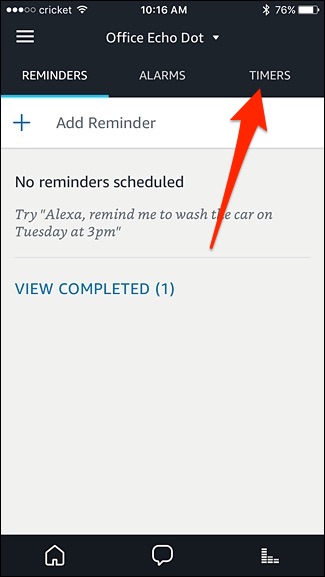 cricket 10:16 AM 76%
Office Echo Dot
REMINDERS ALARMS TIMERS
+ Add Reminder
No reminders scheduled
Try "Alexa, remind me to wash the car on
Tuesday at 3pm"
VIEW COMPLETED (1)